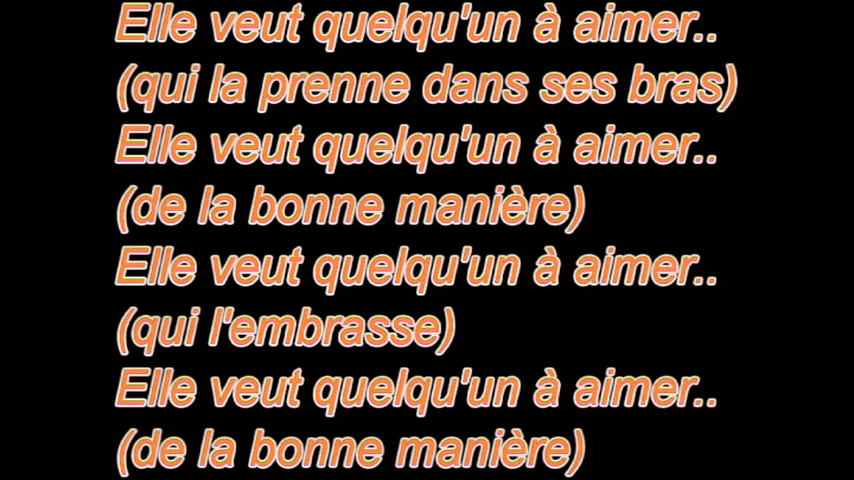 Elle veut quelqu'un à aimer..
(qui la prenne dans ses bras)
Elle veut quelqu'un à aimer..
(de la bonne manière)
Elle veut quelqu'un à aimer..
(qui l'embrasse)
Elle veut quelqu'un à aimer..
(de la bonne manière)